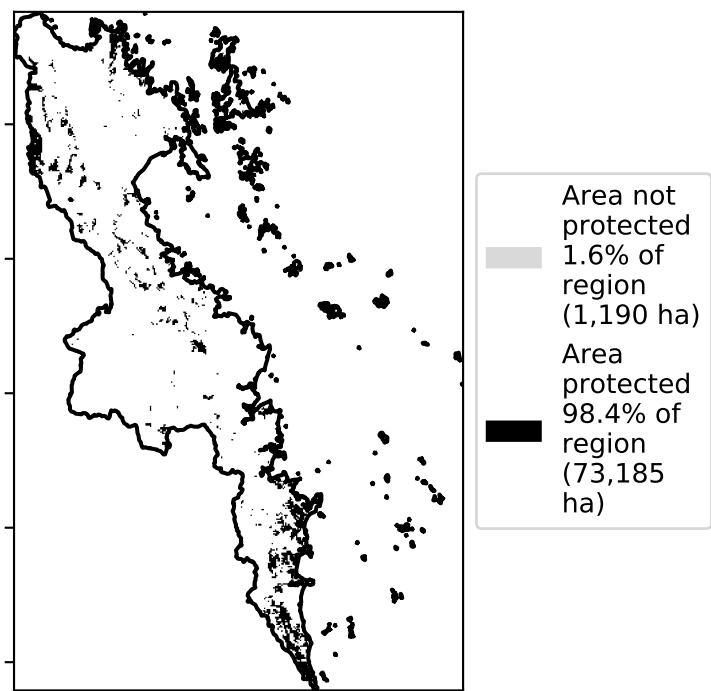 Area not
protected
1.6% of
region
(1,190 ha)
Area
protected
98.4% of
region
(73,185
ha)